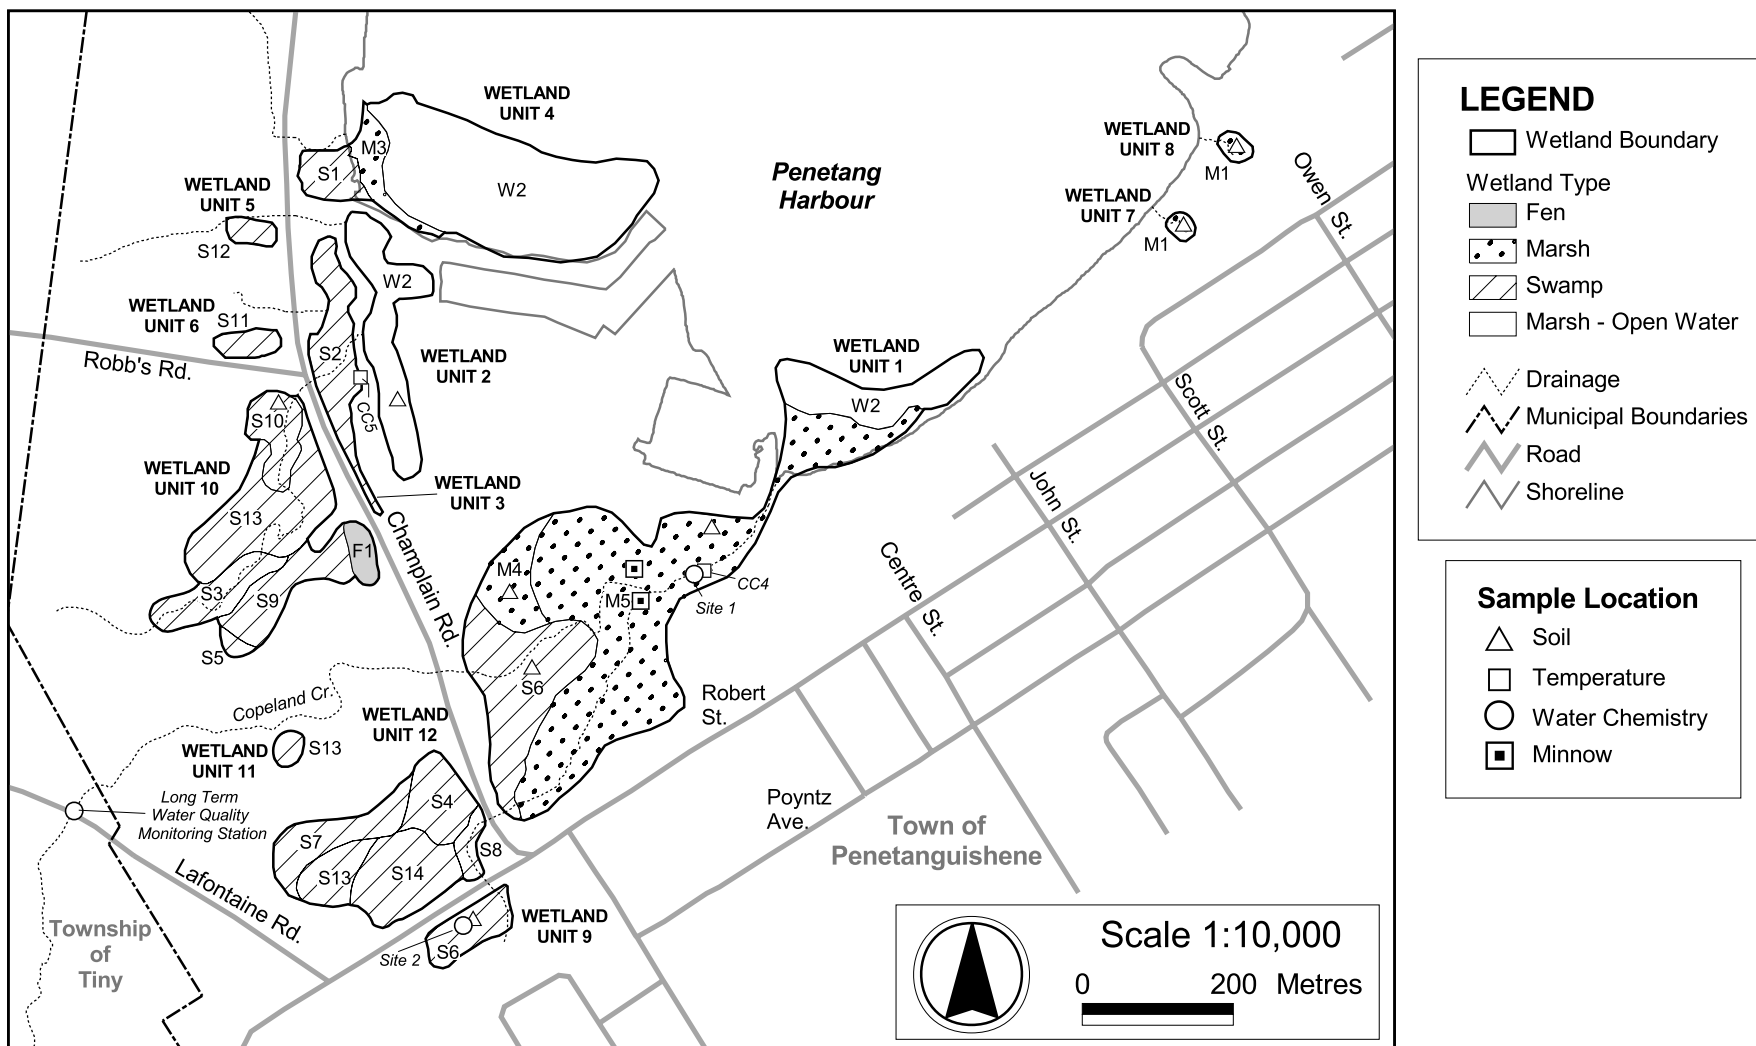 WETLAND
UNIT 4
M3
S1
W2
Penetang
Harbour
WETLAND
UNIT 8
M1
WETLAND
UNIT 7
M1
Owen St.
WETLAND
UNIT 5
S12
W2
WETLAND
UNIT 6
S11
S2
Robb's Rd.
WETLAND
UNIT 2
CC5
WETLAND
UNIT 1
W2
Scott St.
S10
WETLAND
UNIT 10
WETLAND
UNIT 3
S13
John St.
F1
Champlain Rd.
Centre St.
M4
M5
CC4
Site 1
S3
S9
S5
S6
Robert
St.
Copeland Cr.
WETLAND
UNIT 12
WETLAND
UNIT 11
S13
Long Term
Water Quality
Monitoring Station
S4
S7
S8
S13
S14
Poyntz
Ave.
Town of
Penetanguishene
Lafontaine Rd.
WETLAND
UNIT 9
Site 2
S6
Township
of
Tiny
Scale 1:10,000
0 200 Metres
LEGEND
Wetland Boundary
Wetland Type
Fen
Marsh
Swamp
Marsh - Open Water
Drainage
Municipal Boundaries
Road
Shoreline
Sample Location
Soil
Temperature
Water Chemistry
Minnow